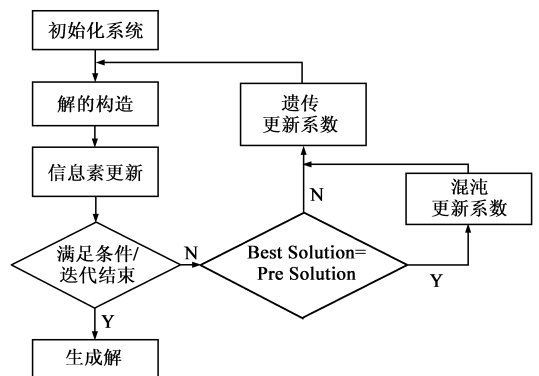 初始化系统
解的构造
信息素更新
满足条件/
迭代结束
N
Y
生成解
Best Solution=
Pre Solution
N
Y
遗传
更新系数
混沌
更新系数